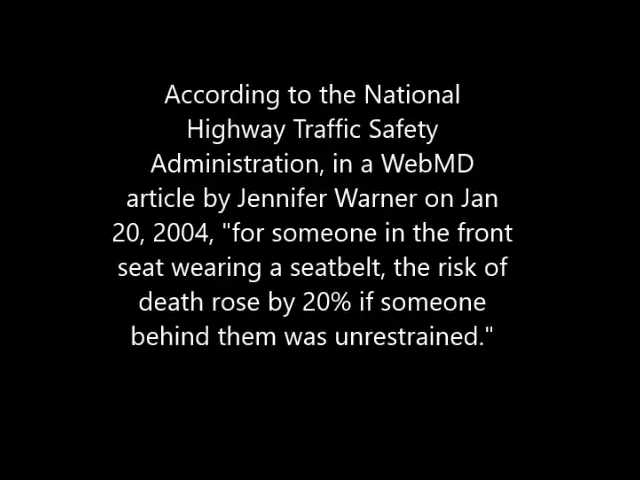 According to the National
Highway Traffic Safety
Administration, in a WebMD
article by Jennifer Warner on Jan
20, 2004, "for someone in the front
seat wearing a seatbelt, the risk of
death rose by 20% if someone
behind them was unrestrained."